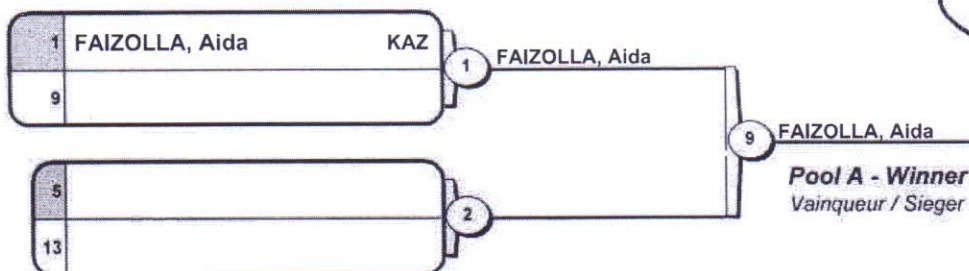 1 FAIZOLLA, Aida KAZ
9
1 FAIZOLLA, Aida
5
13
2
9 FAIZOLLA, Aida
Pool A - Winner
Vainqueur / Sieger